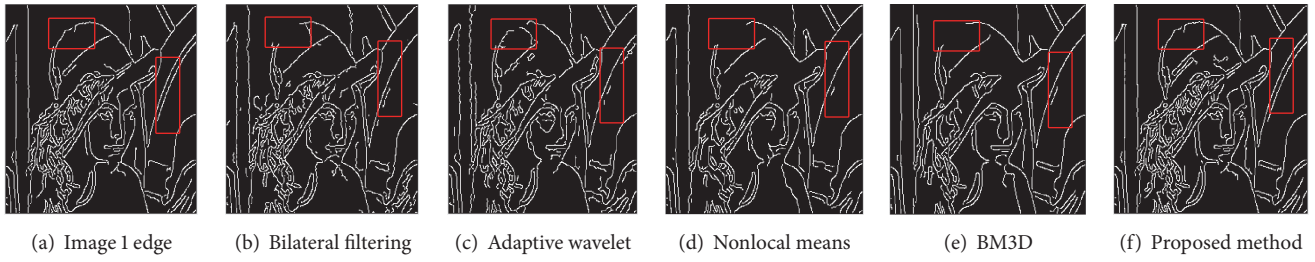 (a) Image 1 edge
(b) Bilateral filtering
(c) Adaptive wavelet
(d) Nonlocal means
(e) BM3D
(f) Proposed method